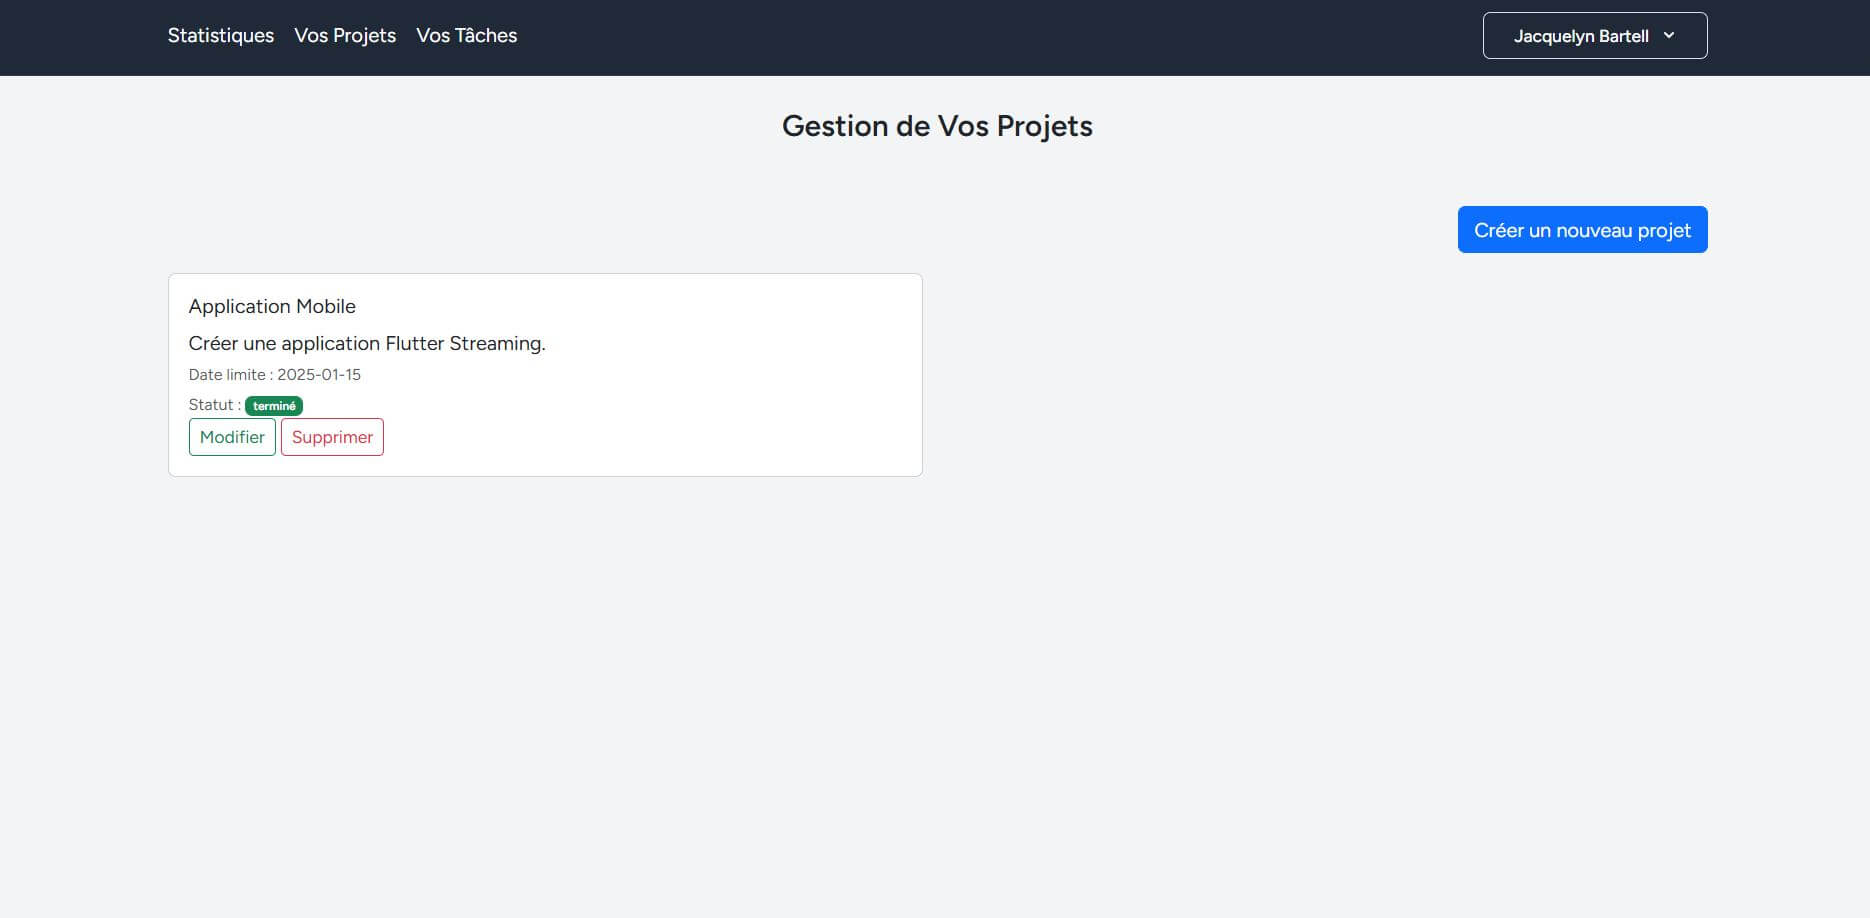 Statistiques Vos Projets Vos Tâches Jacquelyn Bartell
Gestion de Vos Projets
Créer un nouveau projet
Application Mobile
Créer une application Flutter Streaming.
Date limite : 2025-01-15
Statut : terminé
Modifier Supprimer